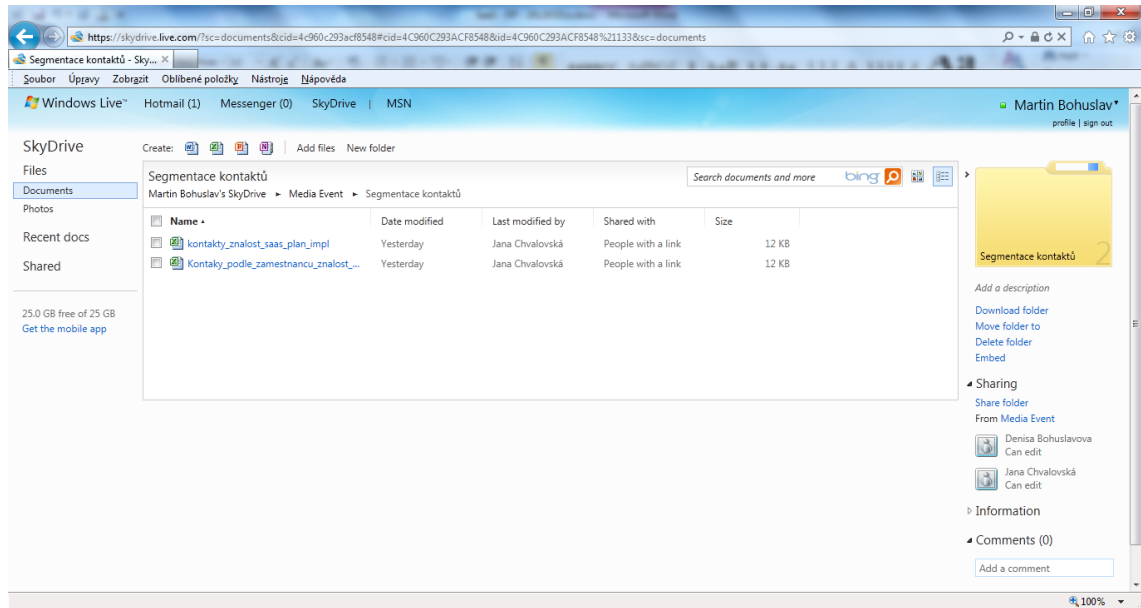 https://skydrive.live.com/?sc=documents&cid=4c960c293acf8548#cid=4C960C293ACF8548&id=4C960C293ACF8548%21133&sc=documents
Segmentace kontaktů - Sky...
Soubor Úpravy Zobrazit Oblíbené položky Nástroje Nápověda
Windows Live™ Hotmail (1) Messenger (0) SkyDrive | MSN
Martin Bohuslav
profile | sign out
SkyDrive
Files
Documents
Photos
Recent docs
Shared
25.0 GB free of 25 GB
Get the mobile app
Create: Add files New folder
Segmentace kontaktů
Martin Bohuslav's SkyDrive ► Media Event ► Segmentace kontaktů
Search documents and more bing
Name Date modified Last modified by Shared with Size
kontakty_znalost_saas_plan_impl Yesterday Jana Chvalovská People with a link 12 KB
Kontaky_podle_zamestnancu_znalost_... Yesterday Jana Chvalovská People with a link 12 KB
Segmentace kontaktů 2
Add a description
Download folder
Move folder to
Delete folder
Embed
Sharing
Share folder
From Media Event
Denisa Bohuslavova
Can edit
Jana Chvalovská
Can edit
Information
Comments (0)
Add a comment
100%